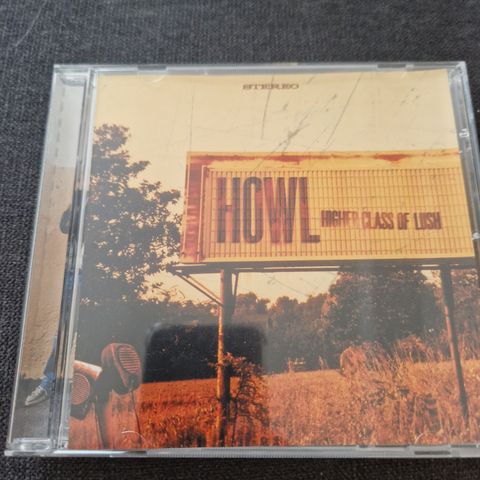 STEREO
HOWL HIGHER CLASS OF LUSH